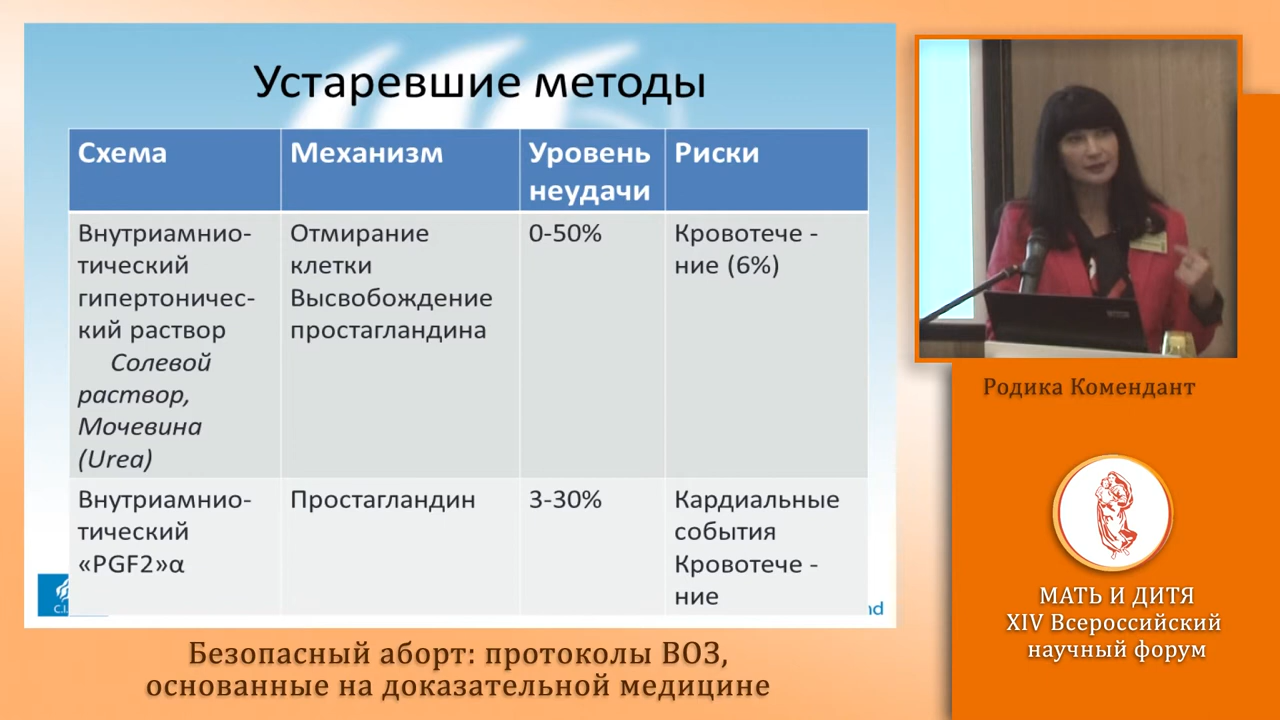 Устаревшие методы
Схема
Механизм
Уровень
неудачи
Риски
Внутриамнио-
тический
гипертоничес-
кий раствор
Солевой
раствор,
Мочевина
(Urea)
Отмирание
клетки
Высвобождение
простагландина
0-50%
Кровотече -
ние (6%)
Внутриамнио-
тический
«PGF2»α
Простагландин
3-30%
Кардиальные
события
Кровотече -
ние
nd
Родика Комендант
МАТЬ И ДИТЯ
XIV Всероссийский
научный форум
Безопасный аборт: протоколы ВОЗ,
основанные на доказательной медицине